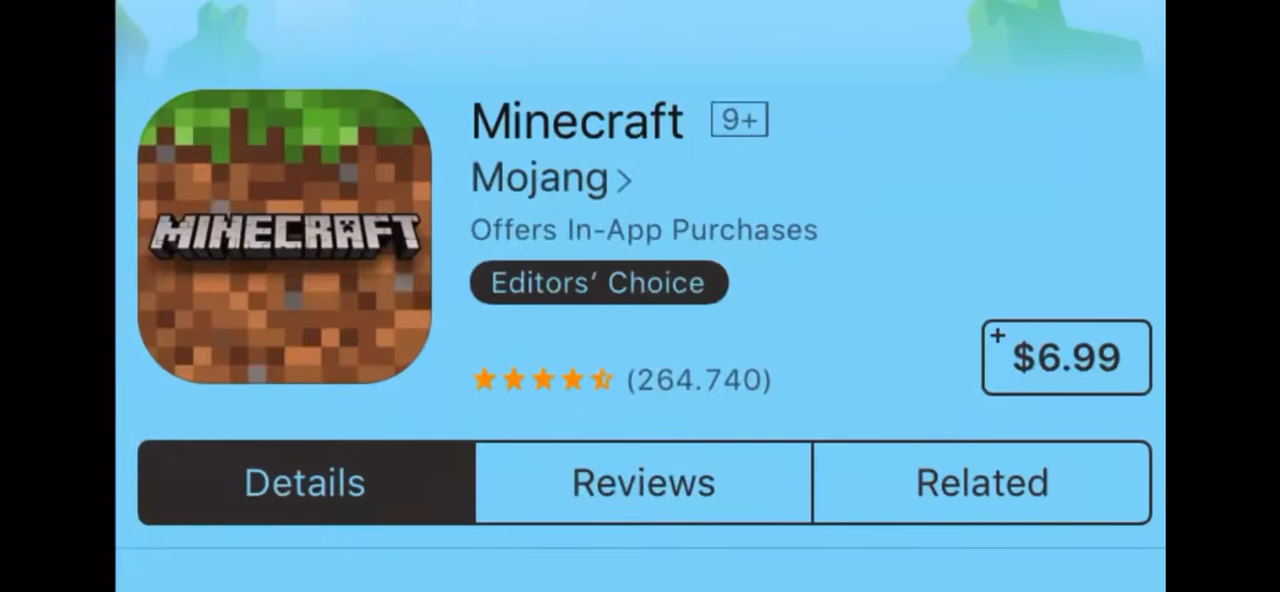 Minecraft 9+
Mojang >
Offers In-App Purchases
Editors’ Choice
MINECRAFT
(264.740)
+ $6.99
Details
Reviews
Related